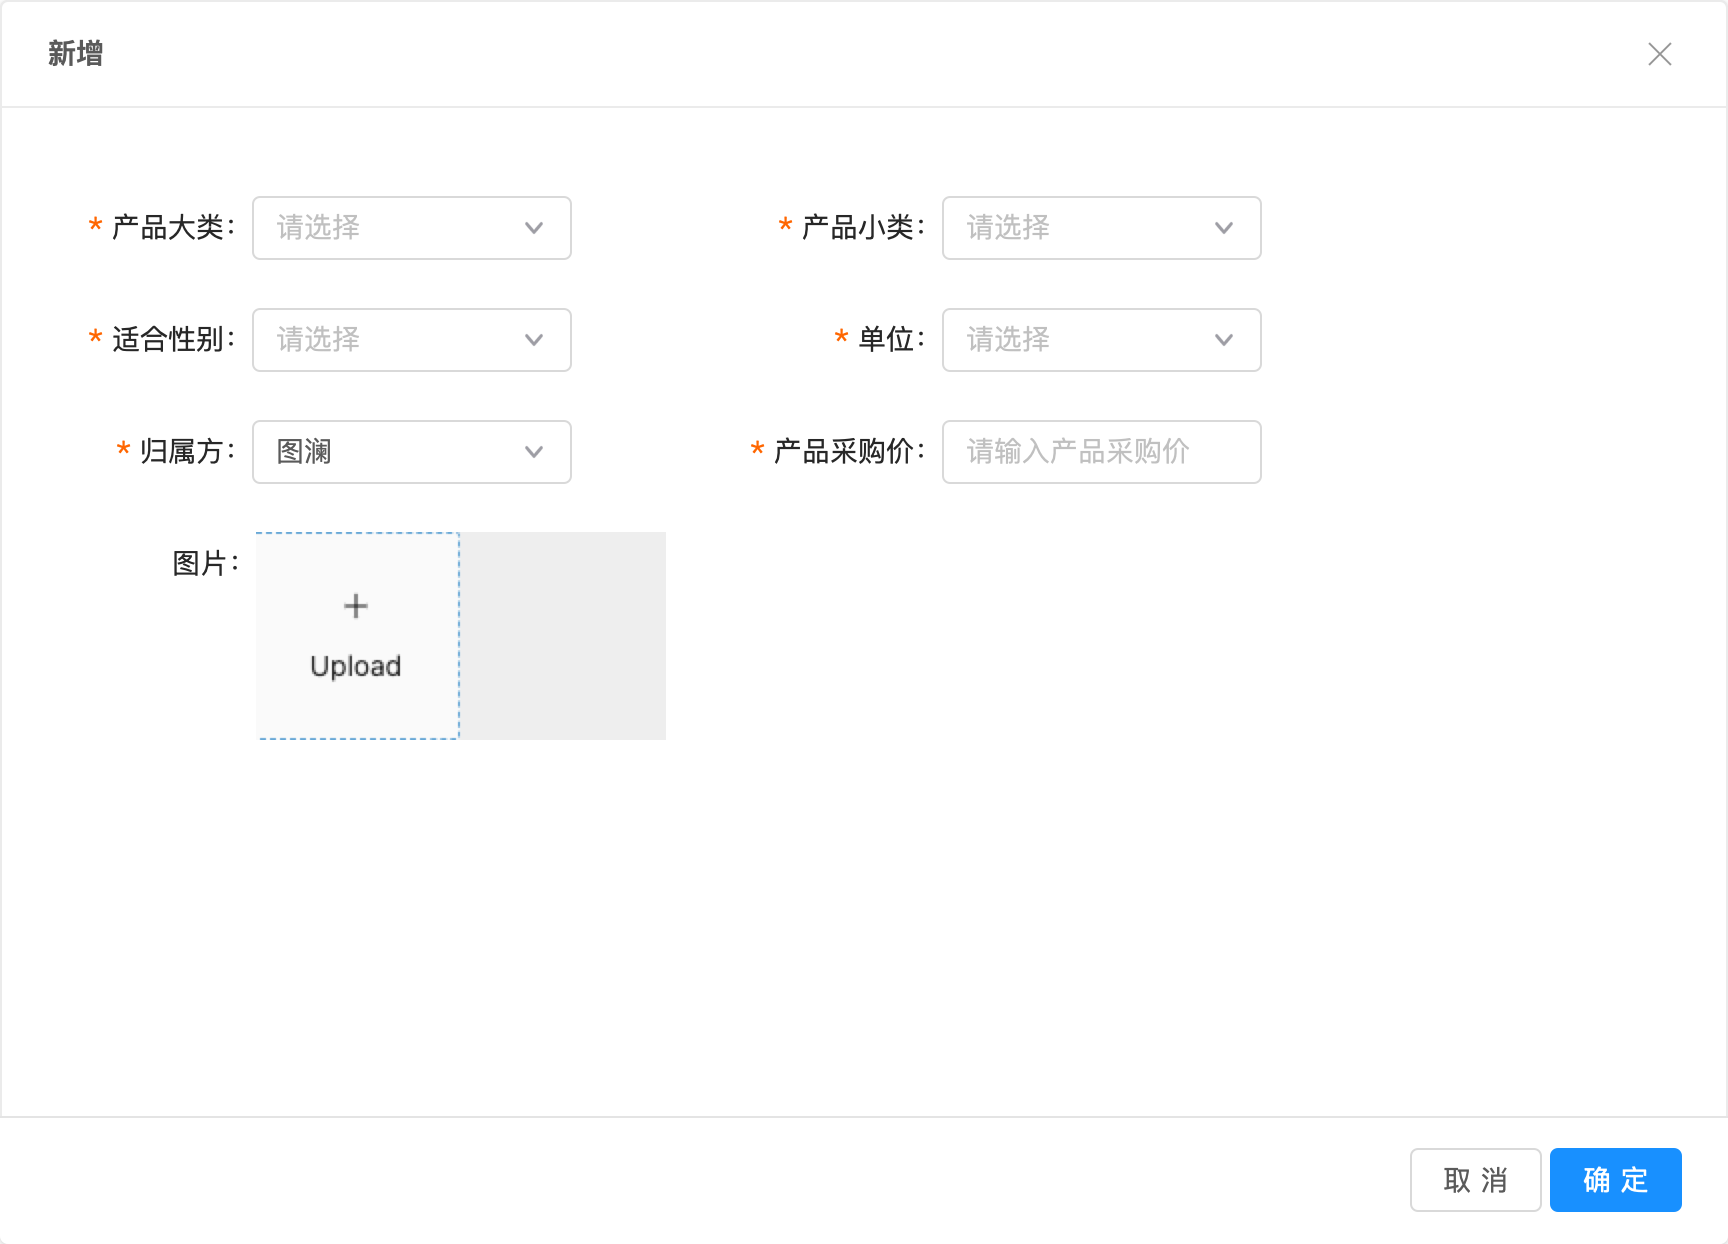 新增
* 产品大类： 请选择
* 产品小类： 请选择
* 适合性别： 请选择
* 单位： 请选择
* 归属方： 图澜
* 产品采购价： 请输入产品采购价
图片：
+
Upload
取 消
确 定